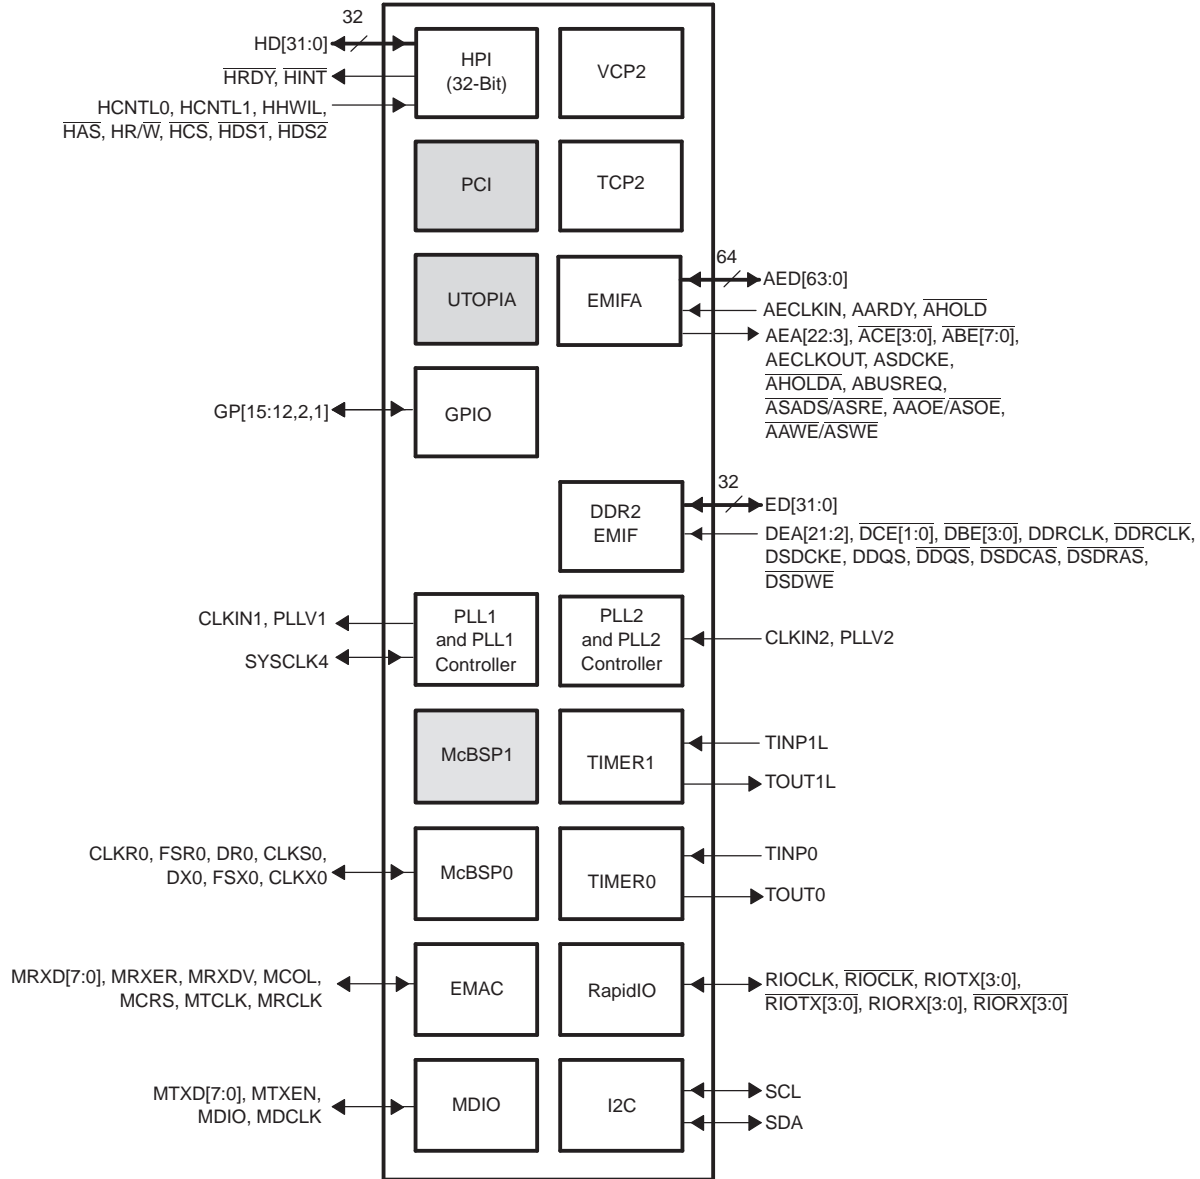 32
HD[31:0]
HRDY, HINT
HCNTL0, HCNTL1, HHWIL,
HAS, HR/W, HCS, HDS1, HDS2
HPI
(32-Bit)
VCP2
PCI
TCP2
UTOPIA
EMIFA
64
AED[63:0]
AECLKIN, AARDY, AHOLD
AEA[22:3], ACE[3:0], ABE[7:0],
AECLKOUT, ASDCKE,
AHOLDA, ABUSREQ,
ASADS/ASRE, AAOE/ASOE,
AAWE/ASWE
GP[15:12,2,1]
GPIO
DDR2
EMIF
32
ED[31:0]
DEA[21:2], DCE[1:0], DBE[3:0], DDRCLK, DDRCLK,
DSDCKE, DDQS, DDQS, DSDCAS, DSDRAS,
DSDWE
CLKIN1, PLLV1
SYSCLK4
PLL1
and PLL1
Controller
PLL2
and PLL2
Controller
CLKIN2, PLLV2
McBSP1
TIMER1
TINP1L
TOUT1L
CLKR0, FSR0, DR0, CLKS0,
DX0, FSX0, CLKX0
McBSP0
TIMER0
TINP0
TOUT0
MRXD[7:0], MRXER, MRXDV, MCOL,
MCRS, MTCLK, MRCLK
EMAC
RapidIO
RIOCLK, RIOCLK, RIOTX[3:0],
RIOTX[3:0], RIORX[3:0], RIORX[3:0]
MTXD[7:0], MTXEN,
MDIO, MDCLK
MDIO
I2C
SCL
SDA